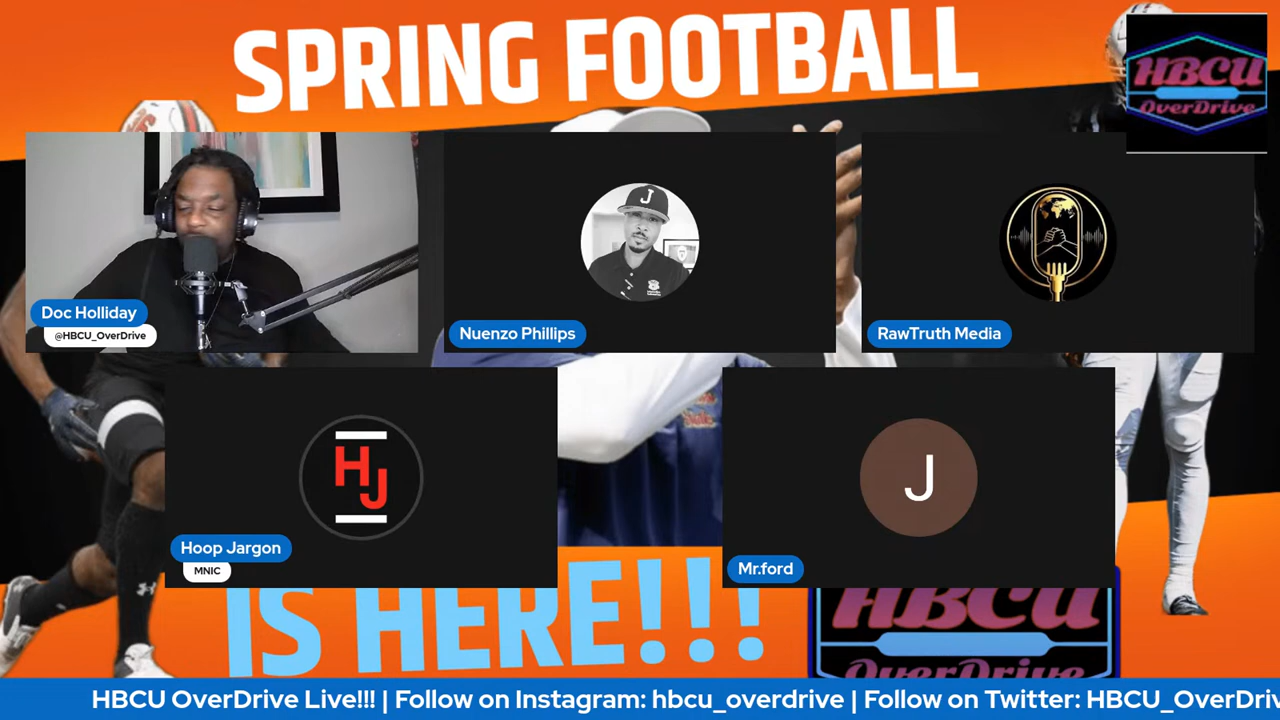 SPRING FOOTBALL
HBCU
OverDrive
J
Doc Holliday
@HBCU_OverDrive
Nuenzo Phillips
RawTruth Media
HJ
Hoop Jargon
MNIC
J
Mr.ford
IS HERE!!!
HBCU
OverDrive
HBCU OverDrive Live!!! | Follow on Instagram: hbcu_overdrive | Follow on Twitter: HBCU_OverDriv